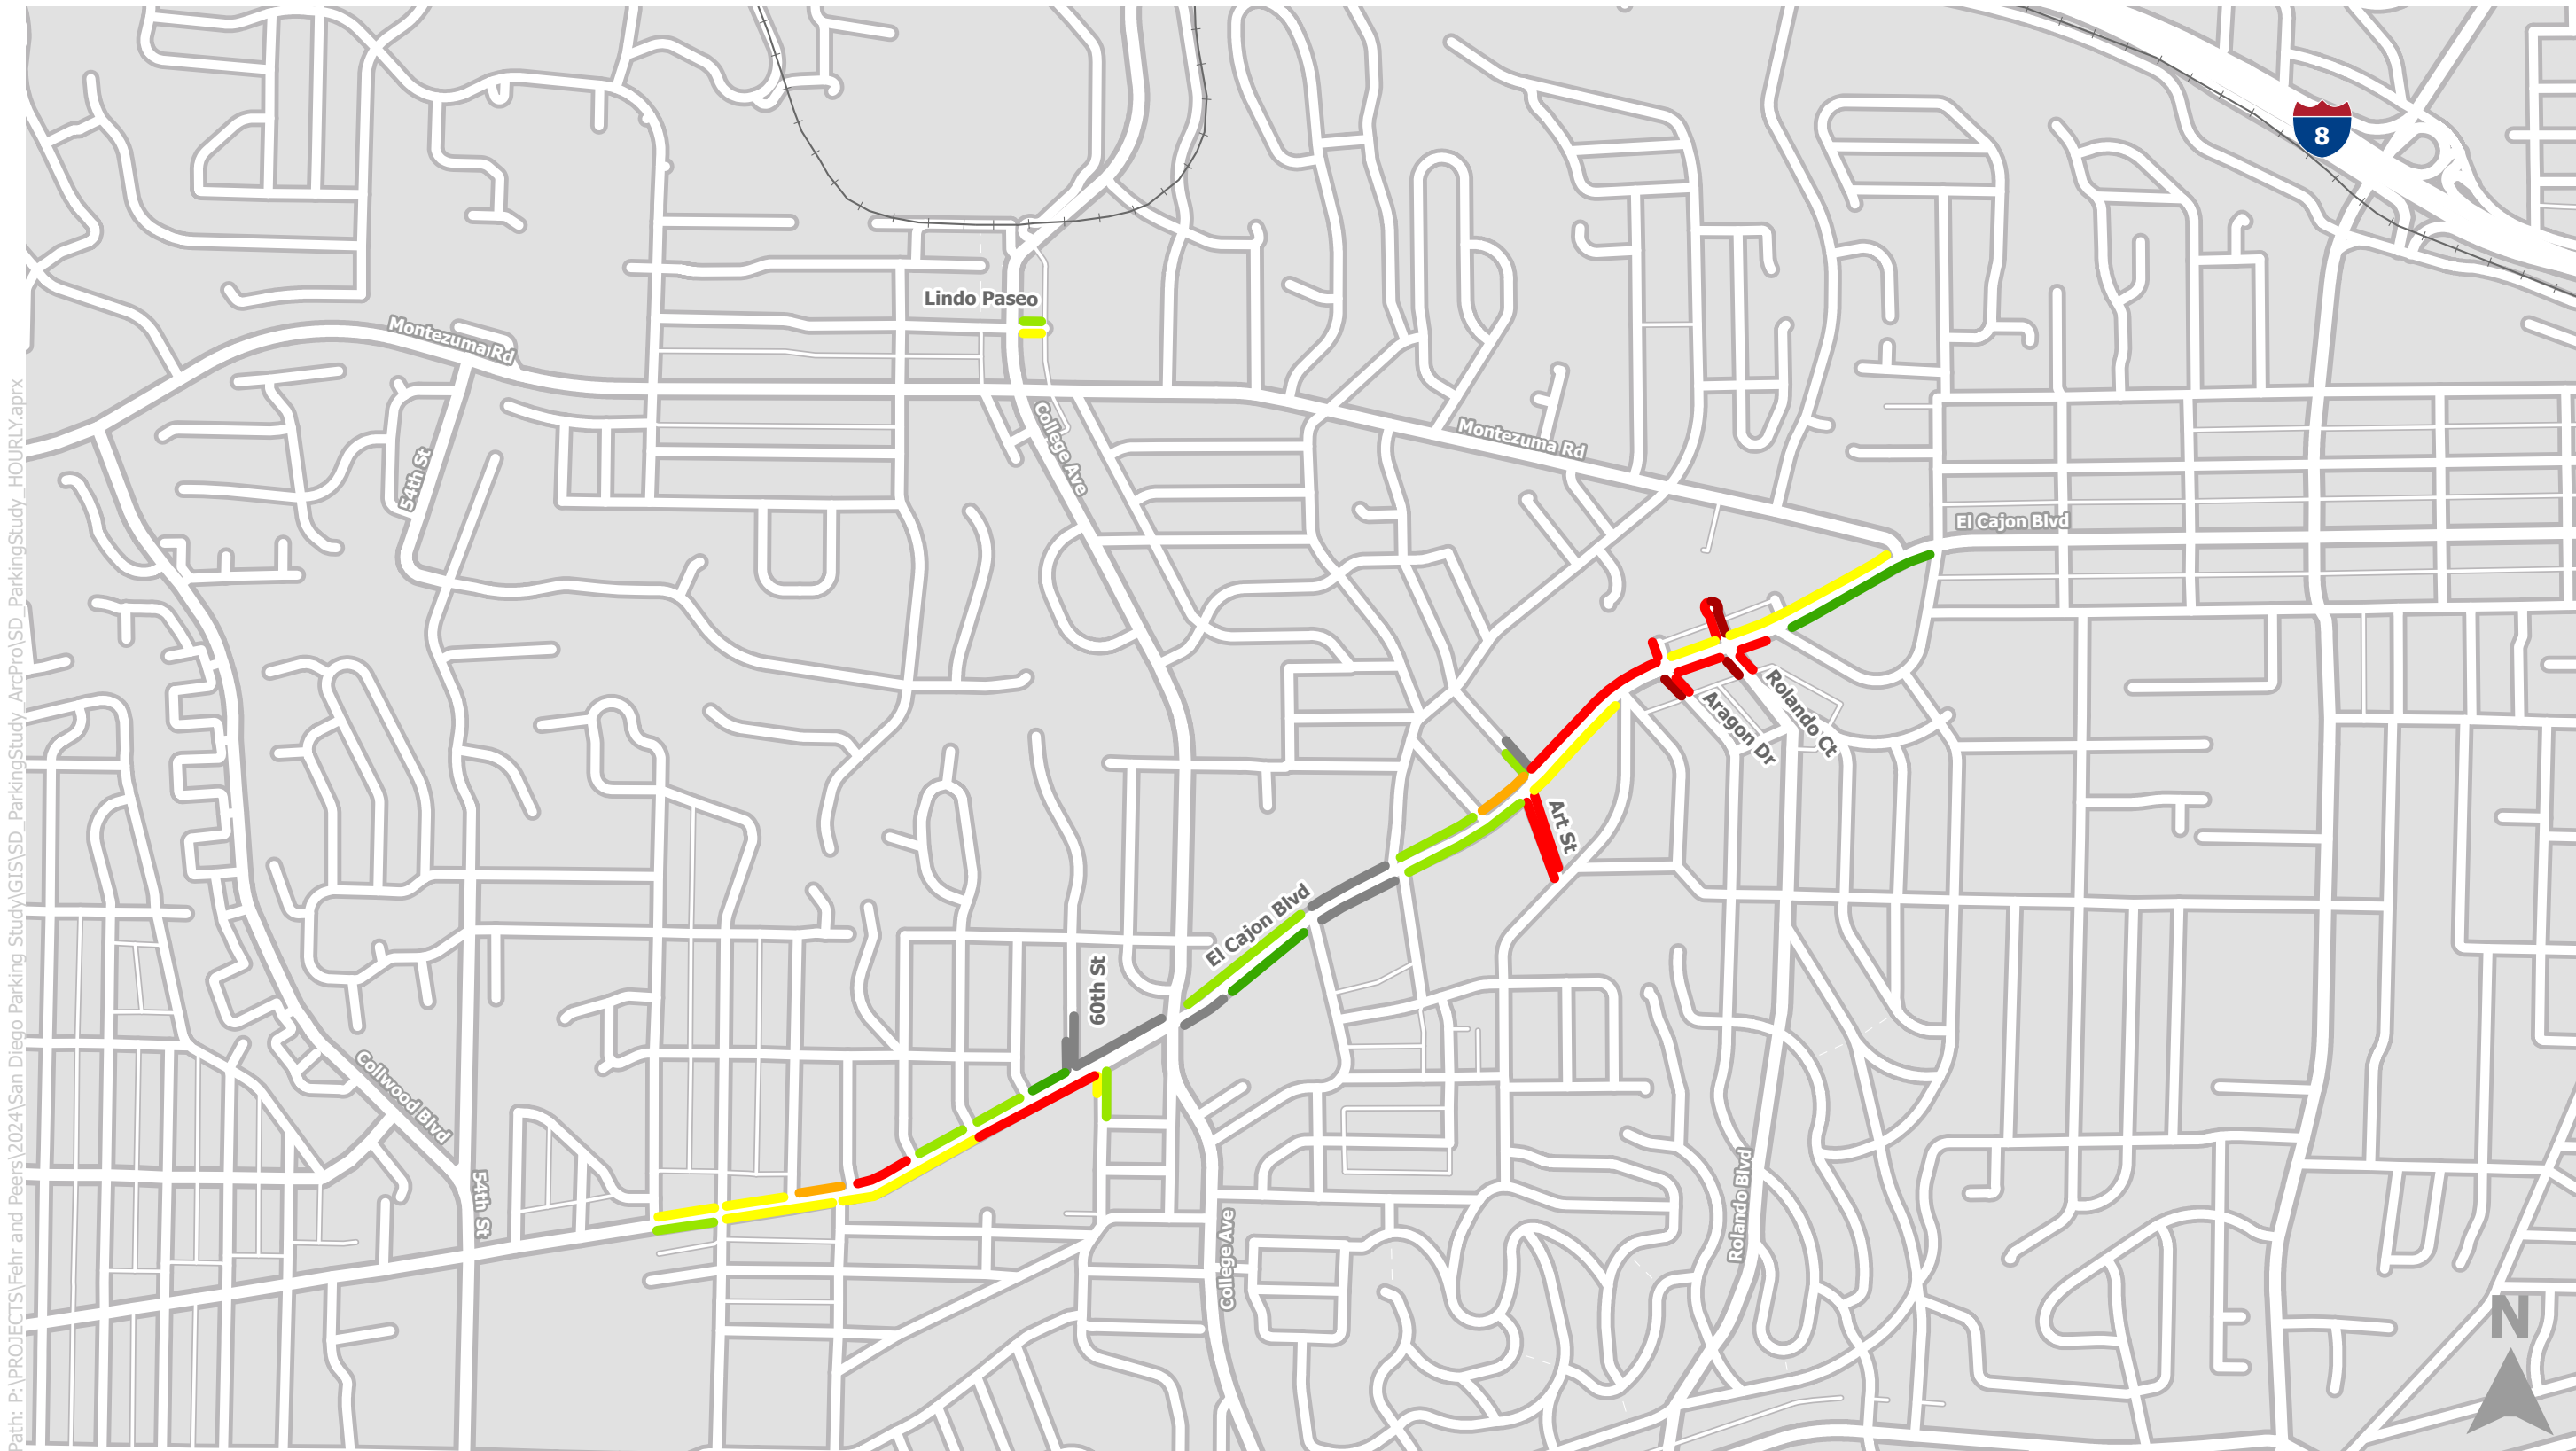 8
Lindo Paseo
Montezuma Rd
College Ave
54th St
Montezuma Rd
El Cajon Blvd
Rolando Ct
Aragon Dr
Art St
El Cajon Blvd
60th St
Collwood Blvd
54th St
College Ave
Rolando Blvd
N
Path: P:\PROJECTS\Fehr and Peers\2024\San Diego Parking Study\GIS\SD_ParkingStudy_ArcPro\SD_ParkingStudy_HOURLY.aprx